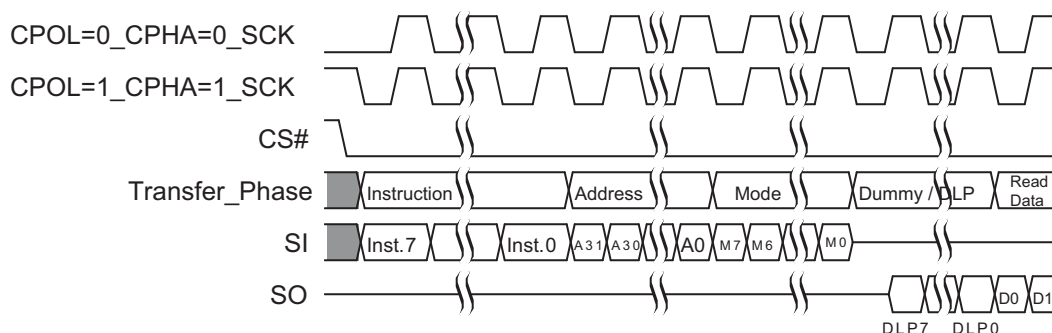 CPOL=0_CPHA=0_SCK
CPOL=1_CPHA=1_SCK
CS#
Transfer_Phase Instruction Address Mode Dummy / DLP Read Data
SI Inst.7 Inst.0 A31 A30 A0 M7 M6 M0
SO D0 D1
DLP7 DLP0